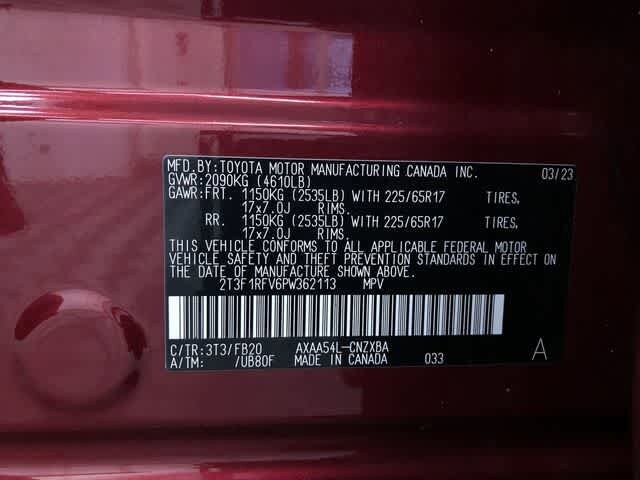 MFD. BY: TOYOTA MOTOR MANUFACTURING CANADA INC. 03/23
GVWR: 2090KG (4610LB)
GAWR: FRT. 1150KG (2535LB) WITH 225/65R17 TIRES,
17x7.0J RIMS.
RR. 1150KG (2535LB) WITH 225/65R17 TIRES,
17x7.0J RIMS.
THIS VEHICLE CONFORMS TO ALL APPLICABLE FEDERAL MOTOR
VEHICLE SAFETY AND THEFT PREVENTION STANDARDS IN EFFECT ON
THE DATE OF MANUFACTURE SHOWN ABOVE.
2T3F1RFV6PW362113 MPV
C/TR: 3T3/FB20 AXAA54L-CNZXBA
A/TM: /UB80F MADE IN CANADA 033 A